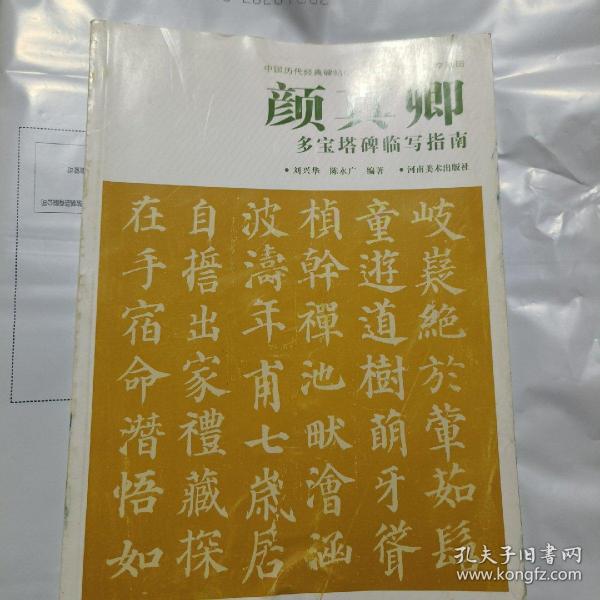 中国历代经典碑帖
颜真卿
多宝塔碑临写指南
•刘兴华 陈永广 编著 •河南美术出版社
岐嶷絶於葷茹髫
童遊道樹萌牙聳
楨幹禪池畎澮涵
波濤年甫七歲居
自誓出家禮藏探
在手宿命潛悟如
孔夫子旧书网
www.kongfz.com